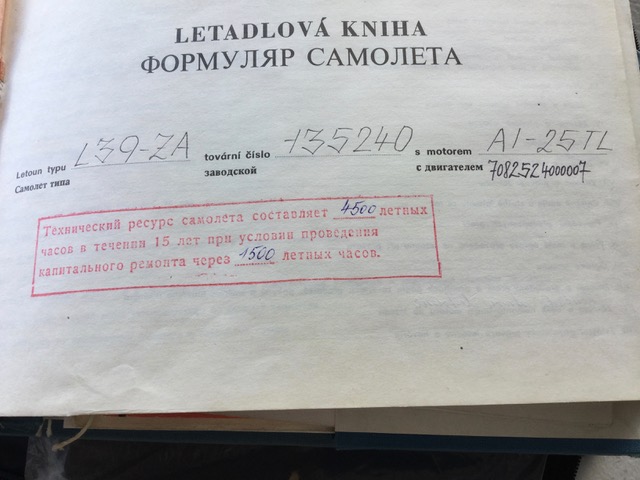 LETADLOVÁ KNIHA
ФОРМУЛЯР САМОЛЕТА
Letoun typu L39-ZA tovární číslo 135240 s motorem AI-25TL
Самолет типа заводской с двигателем 7082524000007
Технический ресурс самолета составляет 4500 летных
часов в течении 15 лет при условии проведения
капитального ремонта через 1500 летных часов.